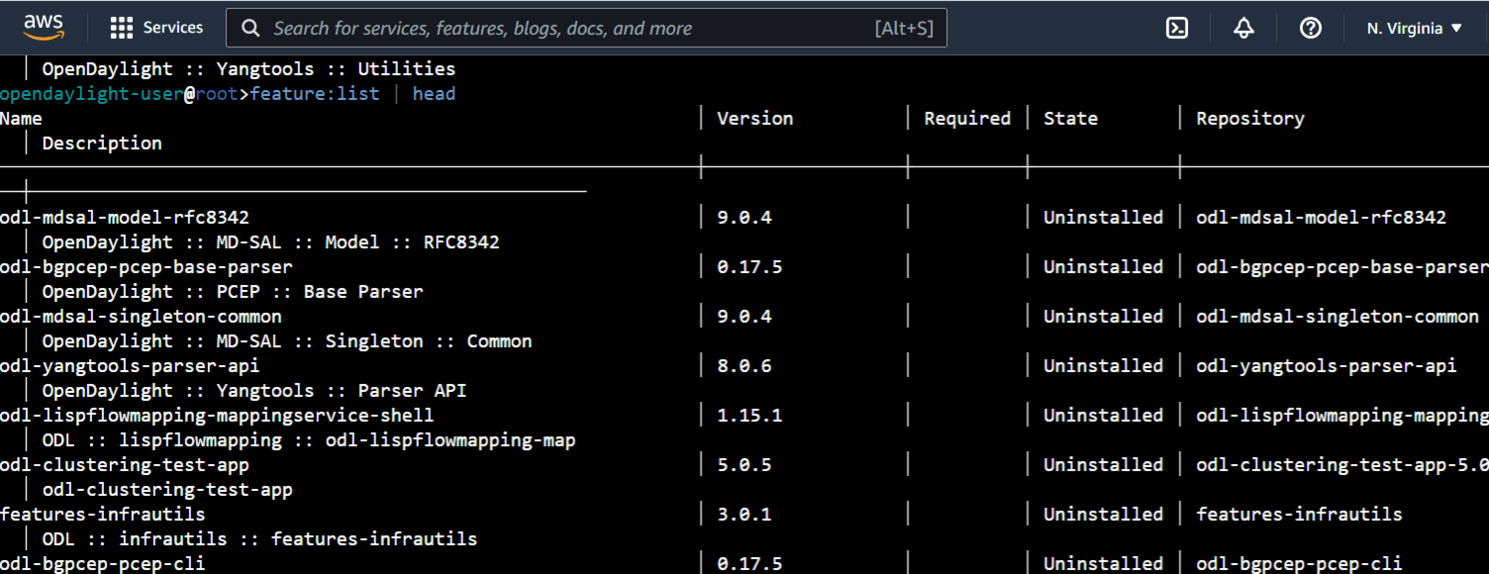 aws Services Search for services, features, blogs, docs, and more [Alt+S] N. Virginia
| OpenDaylight :: Yangtools :: Utilities
opendaylight-user@root>feature:list | head
Name | Version | Required | State | Repository
| Description
odl-mdsal-model-rfc8342 | 9.0.4 | | Uninstalled | odl-mdsal-model-rfc8342
| OpenDaylight :: MD-SAL :: Model :: RFC8342
odl-bgpcep-pcep-base-parser | 0.17.5 | | Uninstalled | odl-bgpcep-pcep-base-parser
| OpenDaylight :: PCEP :: Base Parser
odl-mdsal-singleton-common | 9.0.4 | | Uninstalled | odl-mdsal-singleton-common
| OpenDaylight :: MD-SAL :: Singleton :: Common
odl-yangtools-parser-api | 8.0.6 | | Uninstalled | odl-yangtools-parser-api
| OpenDaylight :: Yangtools :: Parser API
odl-lispflowmapping-mappingservice-shell | 1.15.1 | | Uninstalled | odl-lispflowmapping-mapping
| ODL :: lispflowmapping :: odl-lispflowmapping-map
odl-clustering-test-app | 5.0.5 | | Uninstalled | odl-clustering-test-app-5.0
| odl-clustering-test-app
features-infrautils | 3.0.1 | | Uninstalled | features-infrautils
| ODL :: infrautils :: features-infrautils
odl-bgpcep-pcep-cli | 0.17.5 | | Uninstalled | odl-bgpcep-pcep-cli